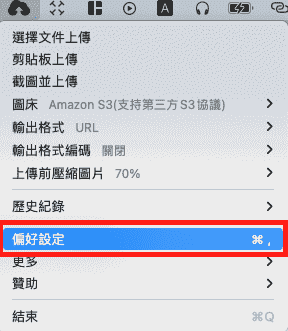 A
選擇文件上傳
剪貼板上傳
截圖並上傳
圖床 Amazon S3(支持第三方S3協議)
輸出格式 URL
輸出格式編碼 關閉
上傳前壓縮圖片 70%
歷史紀錄
偏好設定 ⌘ ,
更多
贊助
結束 ⌘Q